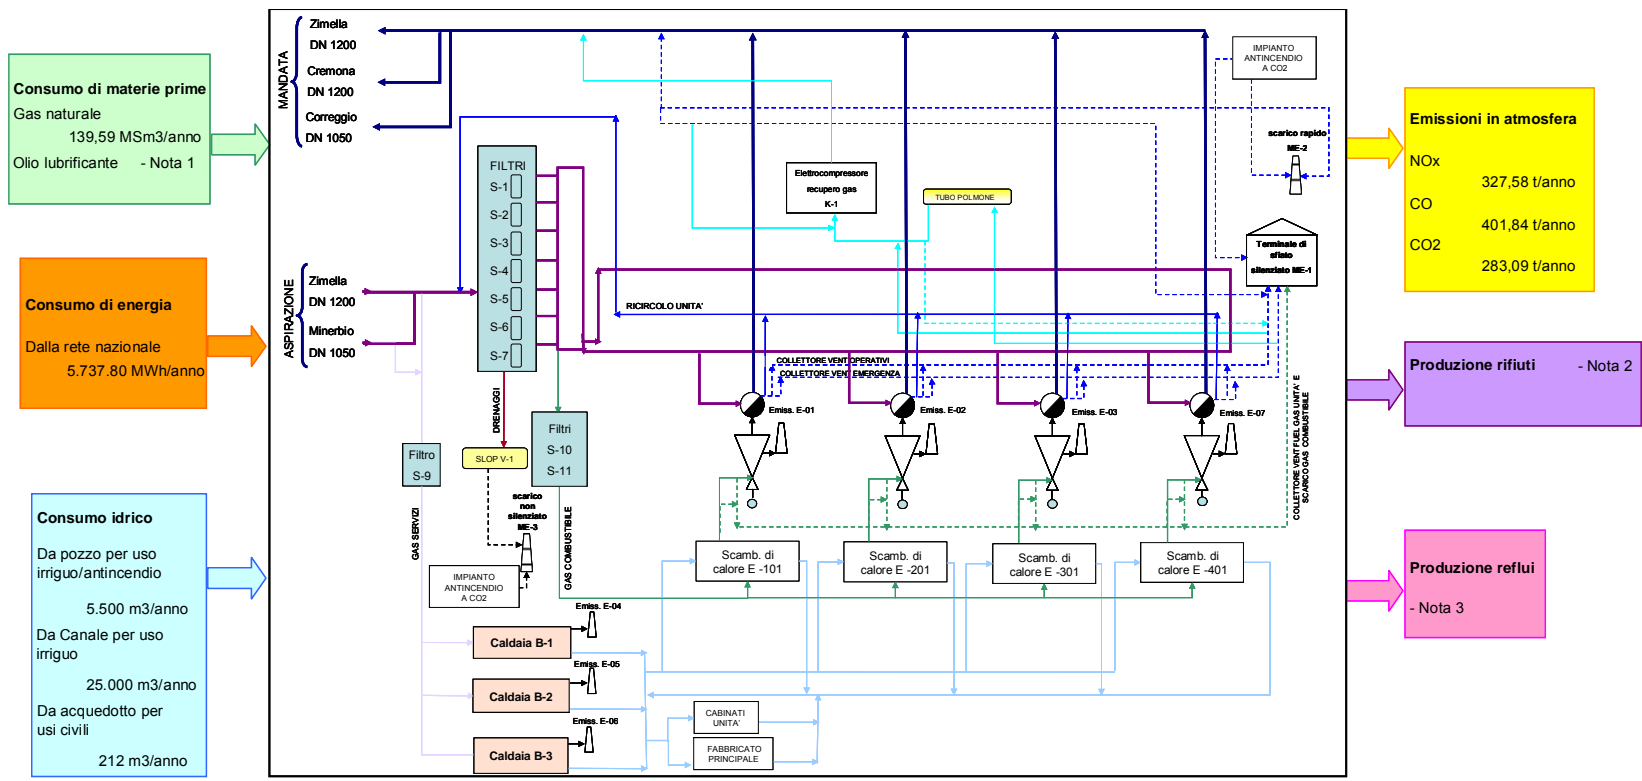 Consumo di materie prime
Gas naturale
139,59 MSm3/anno
Olio lubrificante - Nota 1
Consumo di energia
Dalla rete nazionale
5.737.80 MWh/anno
Consumo idrico
Da pozzo per uso
irriguo/antincendio
5.500 m3/anno
Da Canale per uso
irriguo
25.000 m3/anno
Da acquedotto per
usi civili
212 m3/anno
MANDATA
Zimella
DN 1200
Cremona
DN 1200
Correggio
DN 1050
ASPIRAZIONE
Zimella
DN 1200
Minerbio
DN 1050
FILTRI
S-1
S-2
S-3
S-4
S-5
S-6
S-7
DRENAGGI
SLOP V-1
Filtro
S-9
GAS SERVIZI
Filtri
S-10
S-11
GAS COMBUSTIBILE
scarico
non
silenziato
ME-3
IMPIANTO
ANTINCENDIO
A CO2
Caldaia B-1
Emiss. E-04
Caldaia B-2
Emiss. E-05
Caldaia B-3
Emiss. E-06
CABINATI
UNITA'
FABBRICATO
PRINCIPALE
Elettrocompressore
recupero gas
K-1
TUBO POLMONE
IMPIANTO
ANTINCENDIO
A CO2
scarico rapido
ME-2
Terminale di
sfiato
silenziato ME-1
RICIRCOLO UNITA'
COLLETTORE VENT OPERATIVI
COLLETTORE VENT EMERGENZA
Emiss. E-01
Emiss. E-02
Emiss. E-03
Emiss. E-07
COLLETTORE VENT FUEL GAS UNITA' E
SCARICO GAS COMBUSTIBILE
Scamb. di
calore E -101
Scamb. di
calore E -201
Scamb. di
calore E -301
Scamb. di
calore E -401
Emissioni in atmosfera
NOx
327,58 t/anno
CO
401,84 t/anno
CO2
283,09 t/anno
Produzione rifiuti - Nota 2
Produzione reflui
- Nota 3